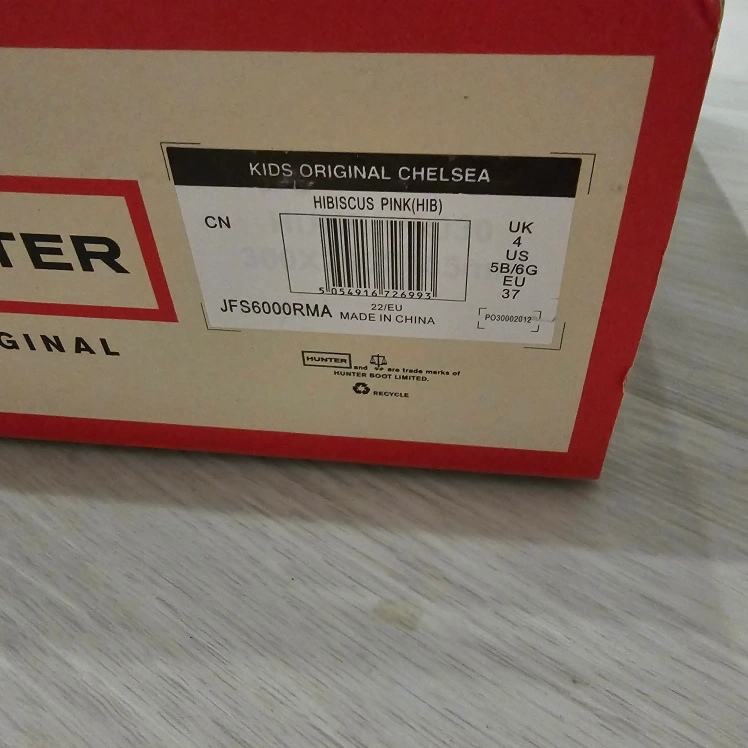 TER
GINAL
KIDS ORIGINAL CHELSEA
HIBISCUS PINK(HIB)
CN
UK
4
US
5B/6G
EU
37
5 054916 726993
JFS6000RMA
22/EU
MADE IN CHINA
PO30002012
HUNTER and are trade marks of
HUNTER BOOT LIMITED.
RECYCLE